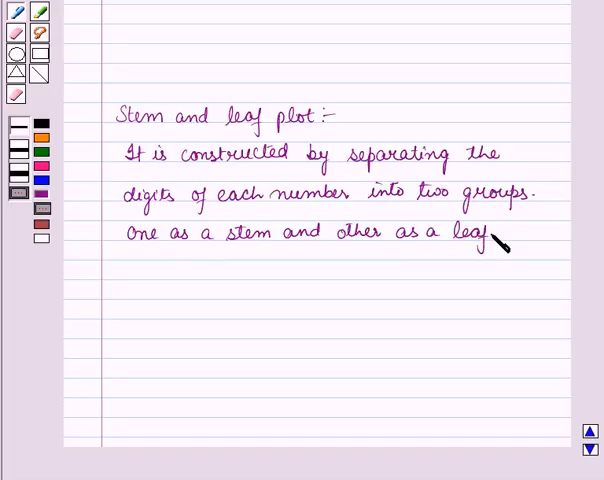 Stem and leaf plot :-
It is constructed by separating the
digits of each number into two groups.
One as a stem and other as a leaf